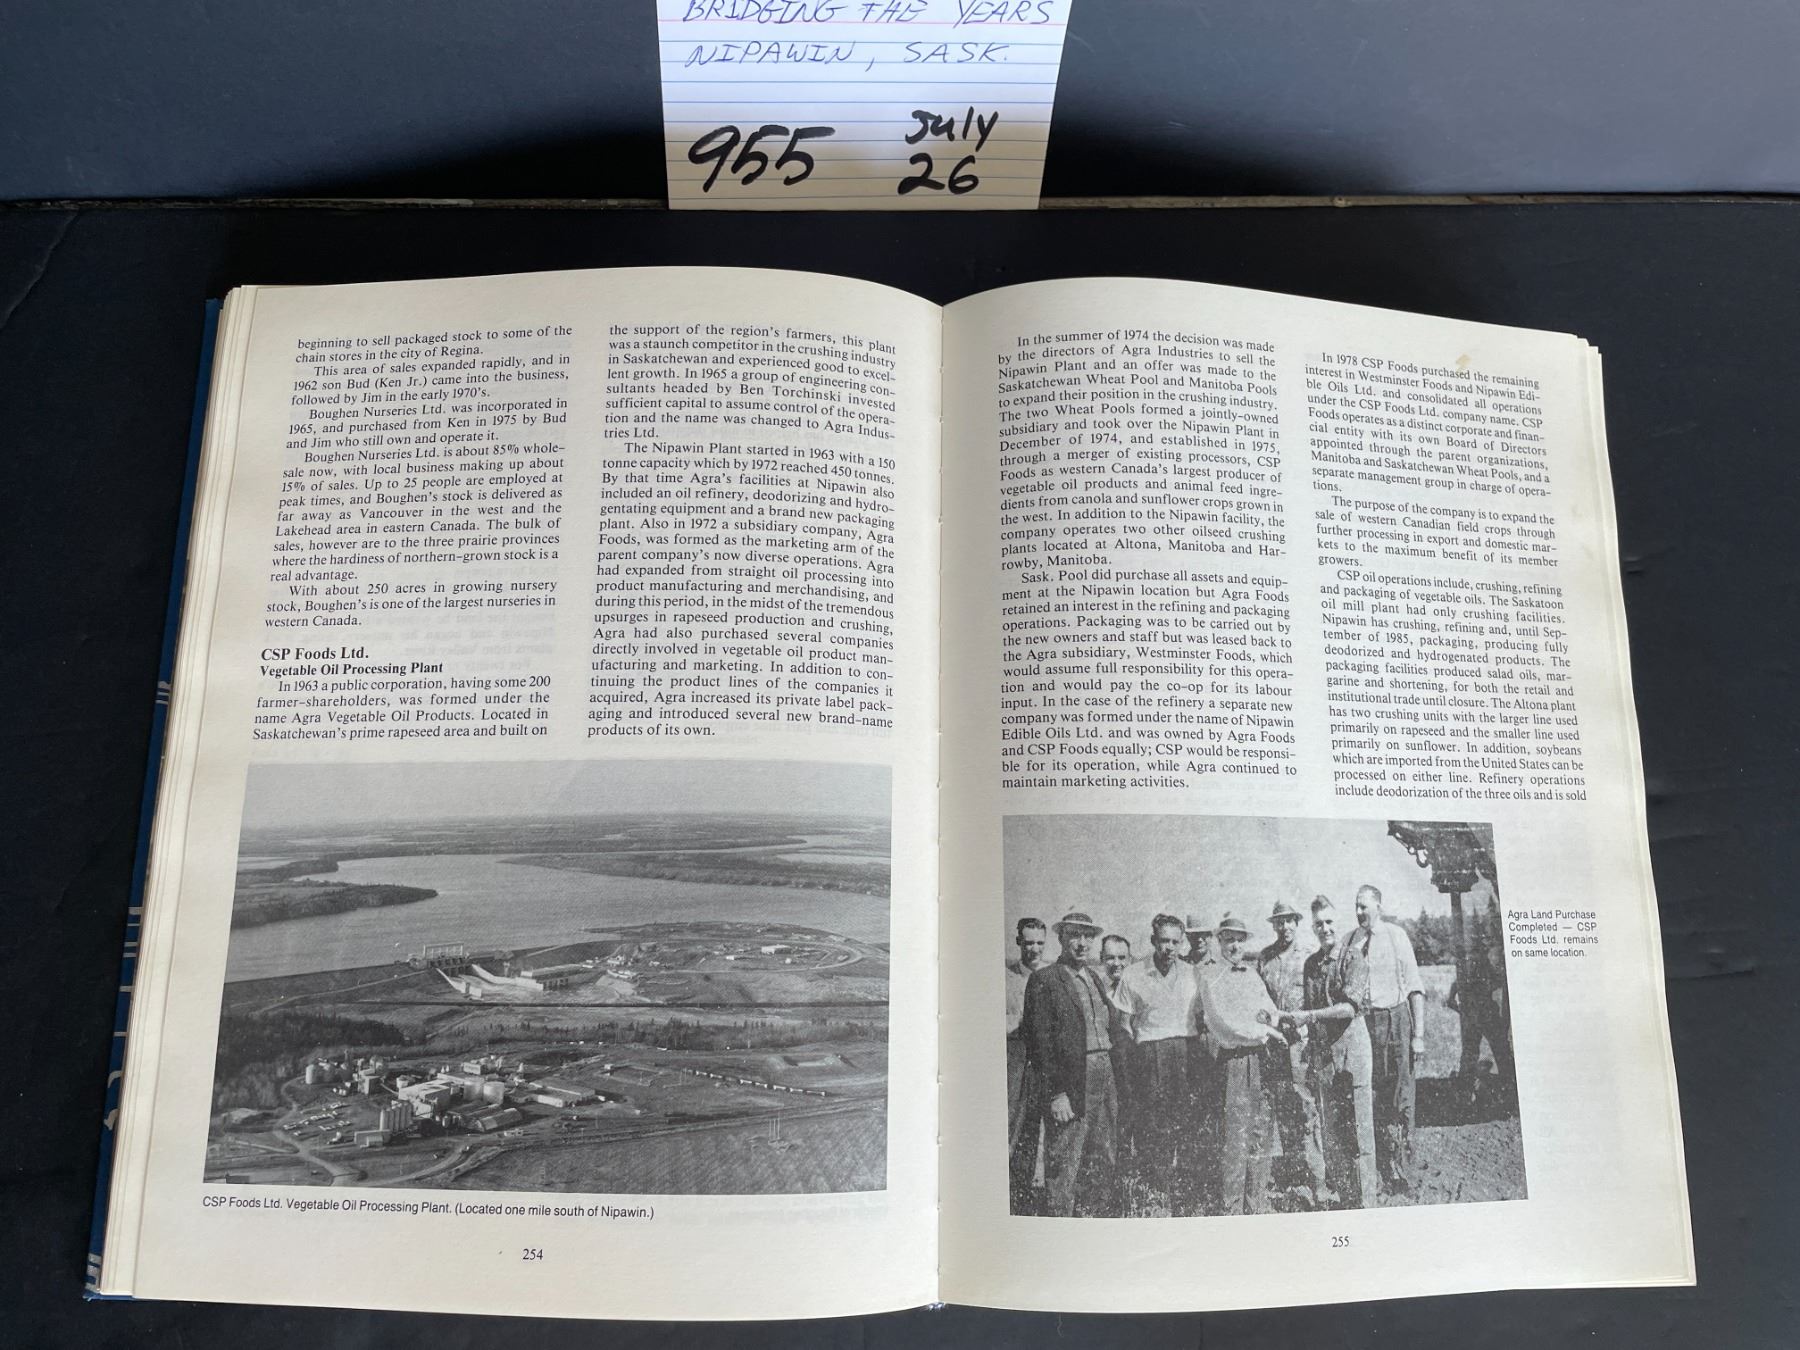 BRIDGING THE YEARS
NIPAWIN, SASK.
955 July
26
beginning to sell packaged stock to some of the
chain stores in the city of Regina.
This area of sales expanded rapidly, and in
1962 son Bud (Ken Jr.) came into the business,
followed by Jim in the early 1970's.
Boughen Nurseries Ltd. was incorporated in
1965, and purchased from Ken in 1975 by Bud
and Jim who still own and operate it.
Boughen Nurseries Ltd. is about 85% whole-
sale now, with local business making up about
15% of sales. Up to 25 people are employed at
peak times, and Boughen's stock is delivered as
far away as Vancouver in the west and the
Lakehead area in eastern Canada. The bulk of
sales, however are to the three prairie provinces
where the hardiness of northern-grown stock is a
real advantage.
With about 250 acres in growing nursery
stock, Boughen's is one of the largest nurseries in
western Canada.
CSP Foods Ltd.
Vegetable Oil Processing Plant
In 1963 a public corporation, having some 200
farmer-shareholders, was formed under the
name Agra Vegetable Oil Products. Located in
Saskatchewan's prime rapeseed area and built on
the support of the region's farmers, this plant
was a staunch competitor in the crushing industry
in Saskatchewan and experienced good to excel-
lent growth. In 1965 a group of engineering con-
sultants headed by Ben Torchinski invested
sufficient capital to assume control of the opera-
tion and the name was changed to Agra Indus-
tries Ltd.
The Nipawin Plant started in 1963 with a 150
tonne capacity which by 1972 reached 450 tonnes.
By that time Agra's facilities at Nipawin also
included an oil refinery, deodorizing and hydro-
gentating equipment and a brand new packaging
plant. Also in 1972 a subsidiary company, Agra
Foods, was formed as the marketing arm of the
parent company's now diverse operations. Agra
had expanded from straight oil processing into
product manufacturing and merchandising, and
during this period, in the midst of the tremendous
upsurges in rapeseed production and crushing,
Agra had also purchased several companies
directly involved in vegetable oil product man-
ufacturing and marketing. In addition to con-
tinuing the product lines of the companies it
acquired, Agra increased its private label pack-
aging and introduced several new brand-name
products of its own.
CSP Foods Ltd. Vegetable Oil Processing Plant. (Located one mile south of Nipawin.)
254
In the summer of 1974 the decision was made
by the directors of Agra Industries to sell the
Nipawin Plant and an offer was made to the
Saskatchewan Wheat Pool and Manitoba Pools
to expand their position in the crushing industry.
The two Wheat Pools formed a jointly-owned
subsidiary and took over the Nipawin Plant in
December of 1974, and established in 1975,
through a merger of existing processors, CSP
Foods as western Canada's largest producer of
vegetable oil products and animal feed ingre-
dients from canola and sunflower crops grown in
the west. In addition to the Nipawin facility, the
company operates two other oilseed crushing
plants located at Altona, Manitoba and Har-
rowby, Manitoba.
Sask. Pool did purchase all assets and equip-
ment at the Nipawin location but Agra Foods
retained an interest in the refining and packaging
operations. Packaging was to be carried out by
the new owners and staff but was leased back to
the Agra subsidiary, Westminster Foods, which
would assume full responsibility for this opera-
tion and would pay the co-op for its labour
input. In the case of the refinery a separate new
company was formed under the name of Nipawin
Edible Oils Ltd. and was owned by Agra Foods
and CSP Foods equally; CSP would be responsi-
ble for its operation, while Agra continued to
maintain marketing activities.
In 1978 CSP Foods purchased the remaining
interest in Westminster Foods and Nipawin Edi-
ble Oils Ltd. and consolidated all operations
under the CSP Foods Ltd. company name. CSP
Foods operates as a distinct corporate and finan-
cial entity with its own Board of Directors
appointed through the parent organizations,
Manitoba and Saskatchewan Wheat Pools, and a
separate management group in charge of opera-
tions.
The purpose of the company is to expand the
sale of western Canadian field crops through
further processing in export and domestic mar-
kets to the maximum benefit of its member
growers.
CSP oil operations include, crushing, refining
and packaging of vegetable oils. The Saskatoon
oil mill plant had only crushing facilities.
Nipawin has crushing, refining and, until Sep-
tember of 1985, packaging, producing fully
deodorized and hydrogenated products. The
packaging facilities produced salad oils, mar-
garine and shortening, for both the retail and
institutional trade until closure. The Altona plant
has two crushing units with the larger line used
primarily on rapeseed and the smaller line used
primarily on sunflower. In addition, soybeans
which are imported from the United States can be
processed on either line. Refinery operations
include deodorization of the three oils and is sold
Agra Land Purchase
Completed — CSP
Foods Ltd. remains
on same location.
255